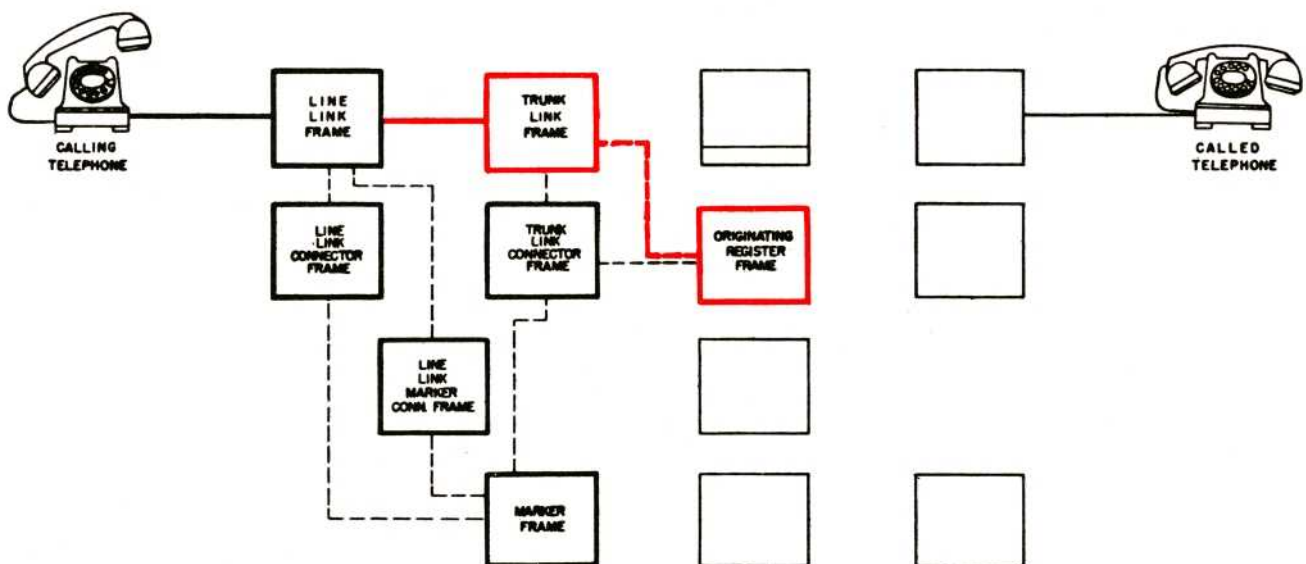 LINE
LINK
FRAME
TRUNK
LINK
FRAME
CALLING
TELEPHONE
CALLED
TELEPHONE
LINE
LINK
CONNECTOR
FRAME
TRUNK
LINK
CONNECTOR
FRAME
ORIGINATING
REGISTER
FRAME
LINE
LINK
MARKER
CONN. FRAME
MARKER
FRAME